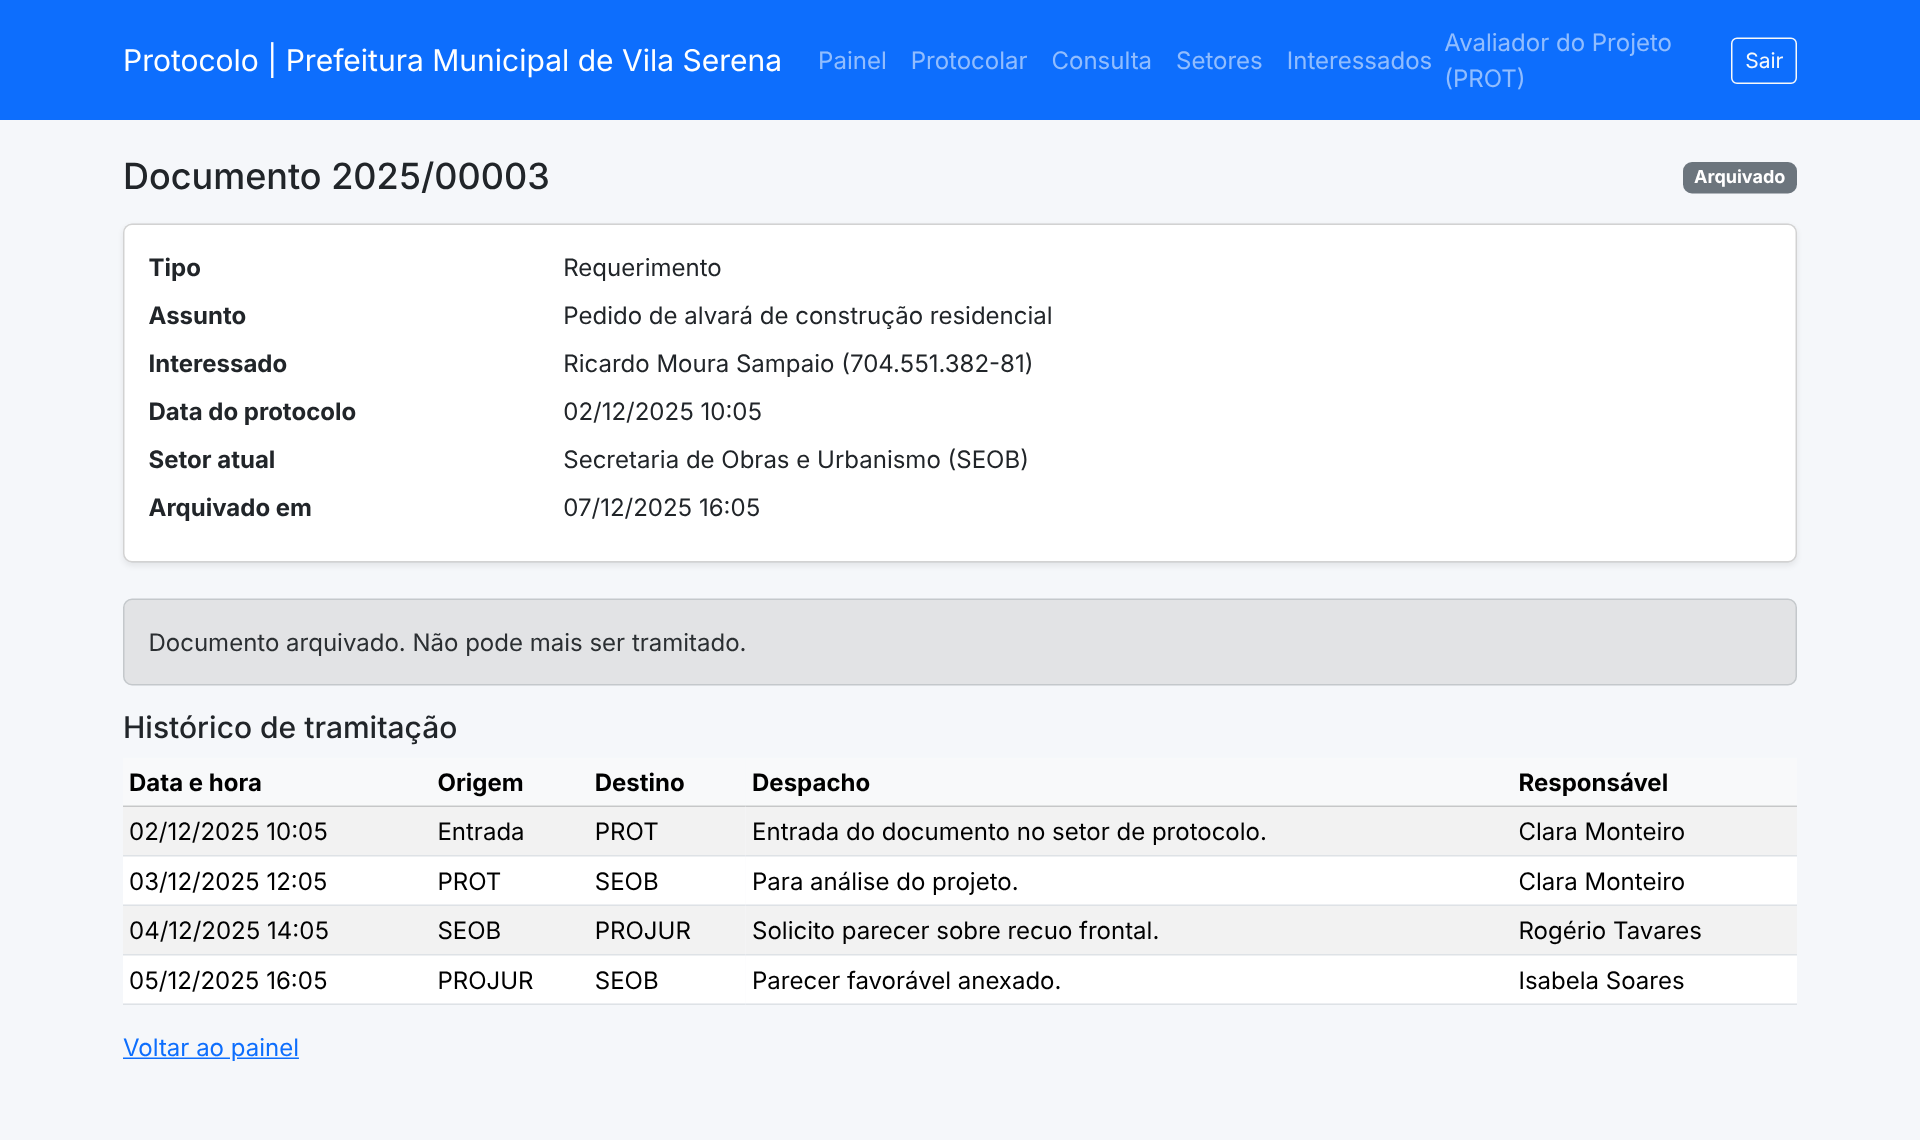 Protocolo | Prefeitura Municipal de Vila Serena Painel Protocolar Consulta Setores Interessados Avaliador do Projeto (PROT) Sair
Documento 2025/00003 Arquivado
Tipo Requerimento
Assunto Pedido de alvará de construção residencial
Interessado Ricardo Moura Sampaio (704.551.382-81)
Data do protocolo 02/12/2025 10:05
Setor atual Secretaria de Obras e Urbanismo (SEOB)
Arquivado em 07/12/2025 16:05
Documento arquivado. Não pode mais ser tramitado.
Histórico de tramitação
Data e hora Origem Destino Despacho Responsável
02/12/2025 10:05 Entrada PROT Entrada do documento no setor de protocolo. Clara Monteiro
03/12/2025 12:05 PROT SEOB Para análise do projeto. Clara Monteiro
04/12/2025 14:05 SEOB PROJUR Solicito parecer sobre recuo frontal. Rogério Tavares
05/12/2025 16:05 PROJUR SEOB Parecer favorável anexado. Isabela Soares
Voltar ao painel